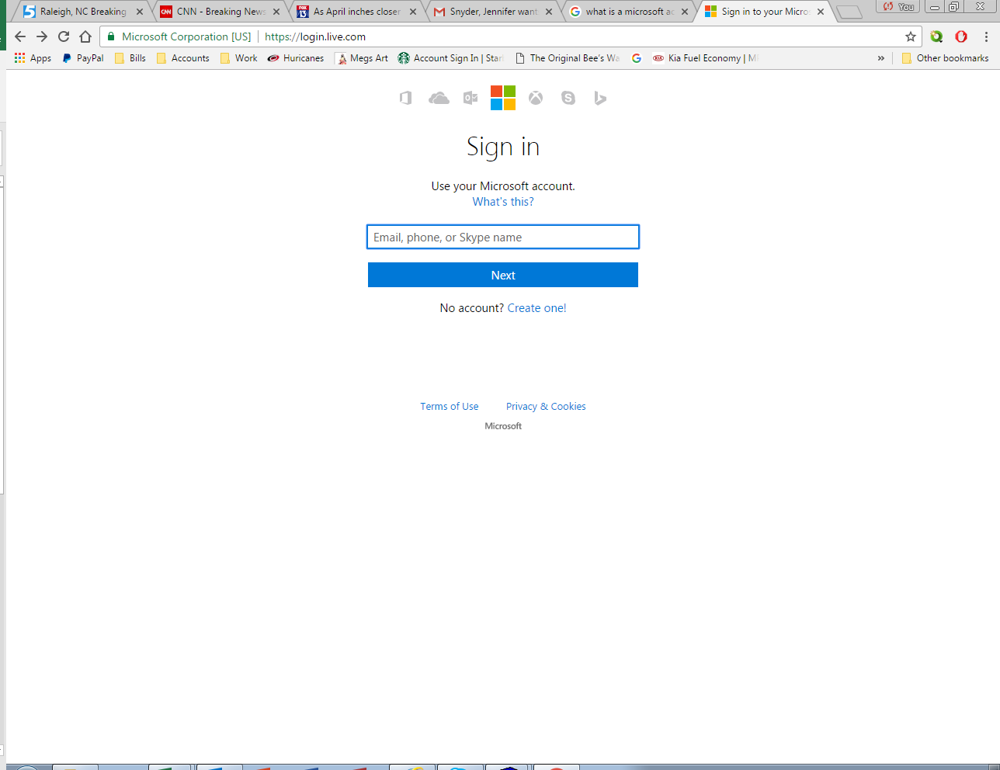 Raleigh, NC Breaking
CNN - Breaking News
As April inches closer
Snyder, Jennifer want
what is a microsoft ac
Sign in to your Micros
You
Microsoft Corporation [US] https://login.live.com
Apps PayPal Bills Accounts Work Huricanes Megs Art Account Sign In | Star The Original Bee's Wa Kia Fuel Economy | M Other bookmarks
Sign in
Use your Microsoft account.
What's this?
Email, phone, or Skype name
Next
No account? Create one!
Terms of Use Privacy & Cookies
Microsoft